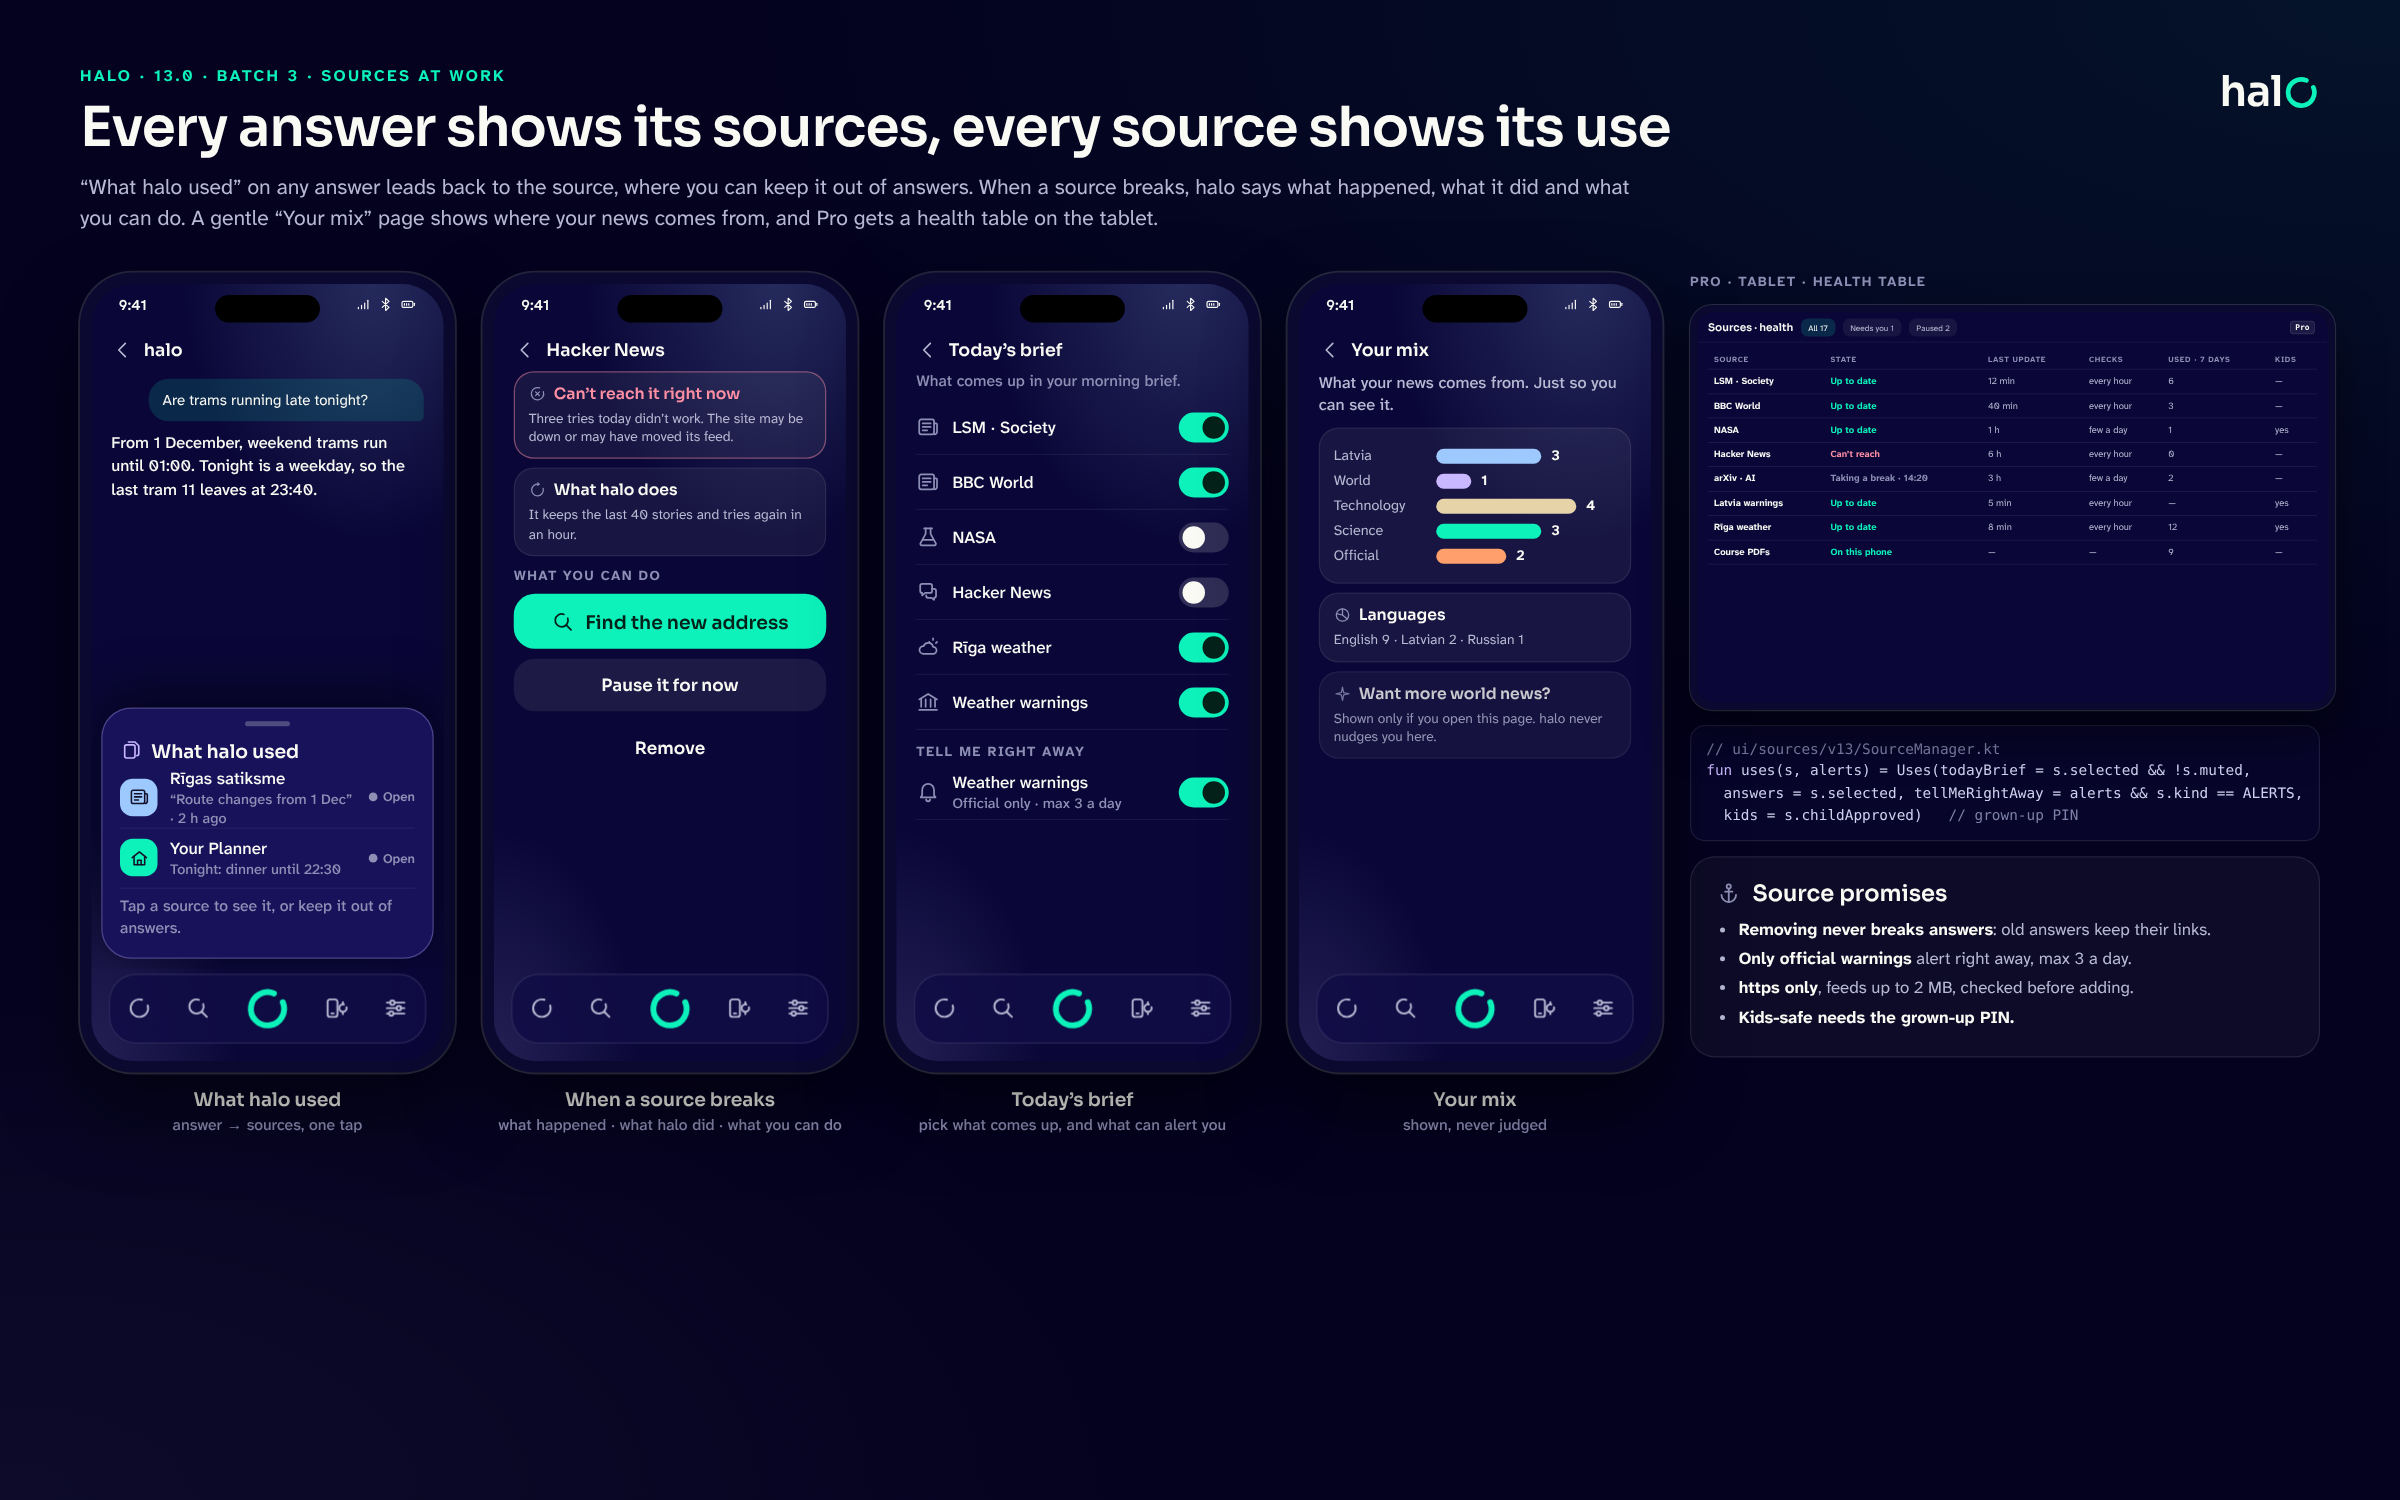 HALO · 13.0 · BATCH 3 · SOURCES AT WORK
halo
Every answer shows its sources, every source shows its use
“What halo used” on any answer leads back to the source, where you can keep it out of answers. When a source breaks, halo says what happened, what it did and what
you can do. A gentle “Your mix” page shows where your news comes from, and Pro gets a health table on the tablet.
9:41
halo
Are trams running late tonight?
From 1 December, weekend trams run
until 01:00. Tonight is a weekday, so the
last tram 11 leaves at 23:40.
What halo used
Rīgas satiksme
“Route changes from 1 Dec”
· 2 h ago
Open
Your Planner
Tonight: dinner until 22:30
Open
Tap a source to see it, or keep it out of
answers.
What halo used
answer → sources, one tap
9:41
Hacker News
Can’t reach it right now
Three tries today didn’t work. The site may be
down or may have moved its feed.
What halo does
It keeps the last 40 stories and tries again in
an hour.
WHAT YOU CAN DO
Find the new address
Pause it for now
Remove
When a source breaks
what happened · what halo did · what you can do
9:41
Today’s brief
What comes up in your morning brief.
LSM · Society
BBC World
NASA
Hacker News
Rīga weather
Weather warnings
TELL ME RIGHT AWAY
Weather warnings
Official only · max 3 a day
Today’s brief
pick what comes up, and what can alert you
9:41
Your mix
What your news comes from. Just so you
can see it.
Latvia 3
World 1
Technology 4
Science 3
Official 2
Languages
English 9 · Latvian 2 · Russian 1
Want more world news?
Shown only if you open this page. halo never
nudges you here.
Your mix
shown, never judged
PRO · TABLET · HEALTH TABLE
Sources · health All 17 Needs you 1 Paused 2 Pro
SOURCE STATE LAST UPDATE CHECKS USED · 7 DAYS KIDS
LSM · Society Up to date 12 min every hour 6 —
BBC World Up to date 40 min every hour 3 —
NASA Up to date 1 h few a day 1 yes
Hacker News Can’t reach 6 h every hour 0 —
arXiv · AI Taking a break · 14:20 3 h few a day 2 —
Latvia warnings Up to date 5 min every hour — yes
Rīga weather Up to date 8 min every hour 12 yes
Course PDFs On this phone — — 9 —
// ui/sources/v13/SourceManager.kt
fun uses(s, alerts) = Uses(todayBrief = s.selected && !s.muted,
answers = s.selected, tellMeRightAway = alerts && s.kind == ALERTS,
kids = s.childApproved) // grown-up PIN
Source promises
• Removing never breaks answers: old answers keep their links.
• Only official warnings alert right away, max 3 a day.
• https only, feeds up to 2 MB, checked before adding.
• Kids-safe needs the grown-up PIN.